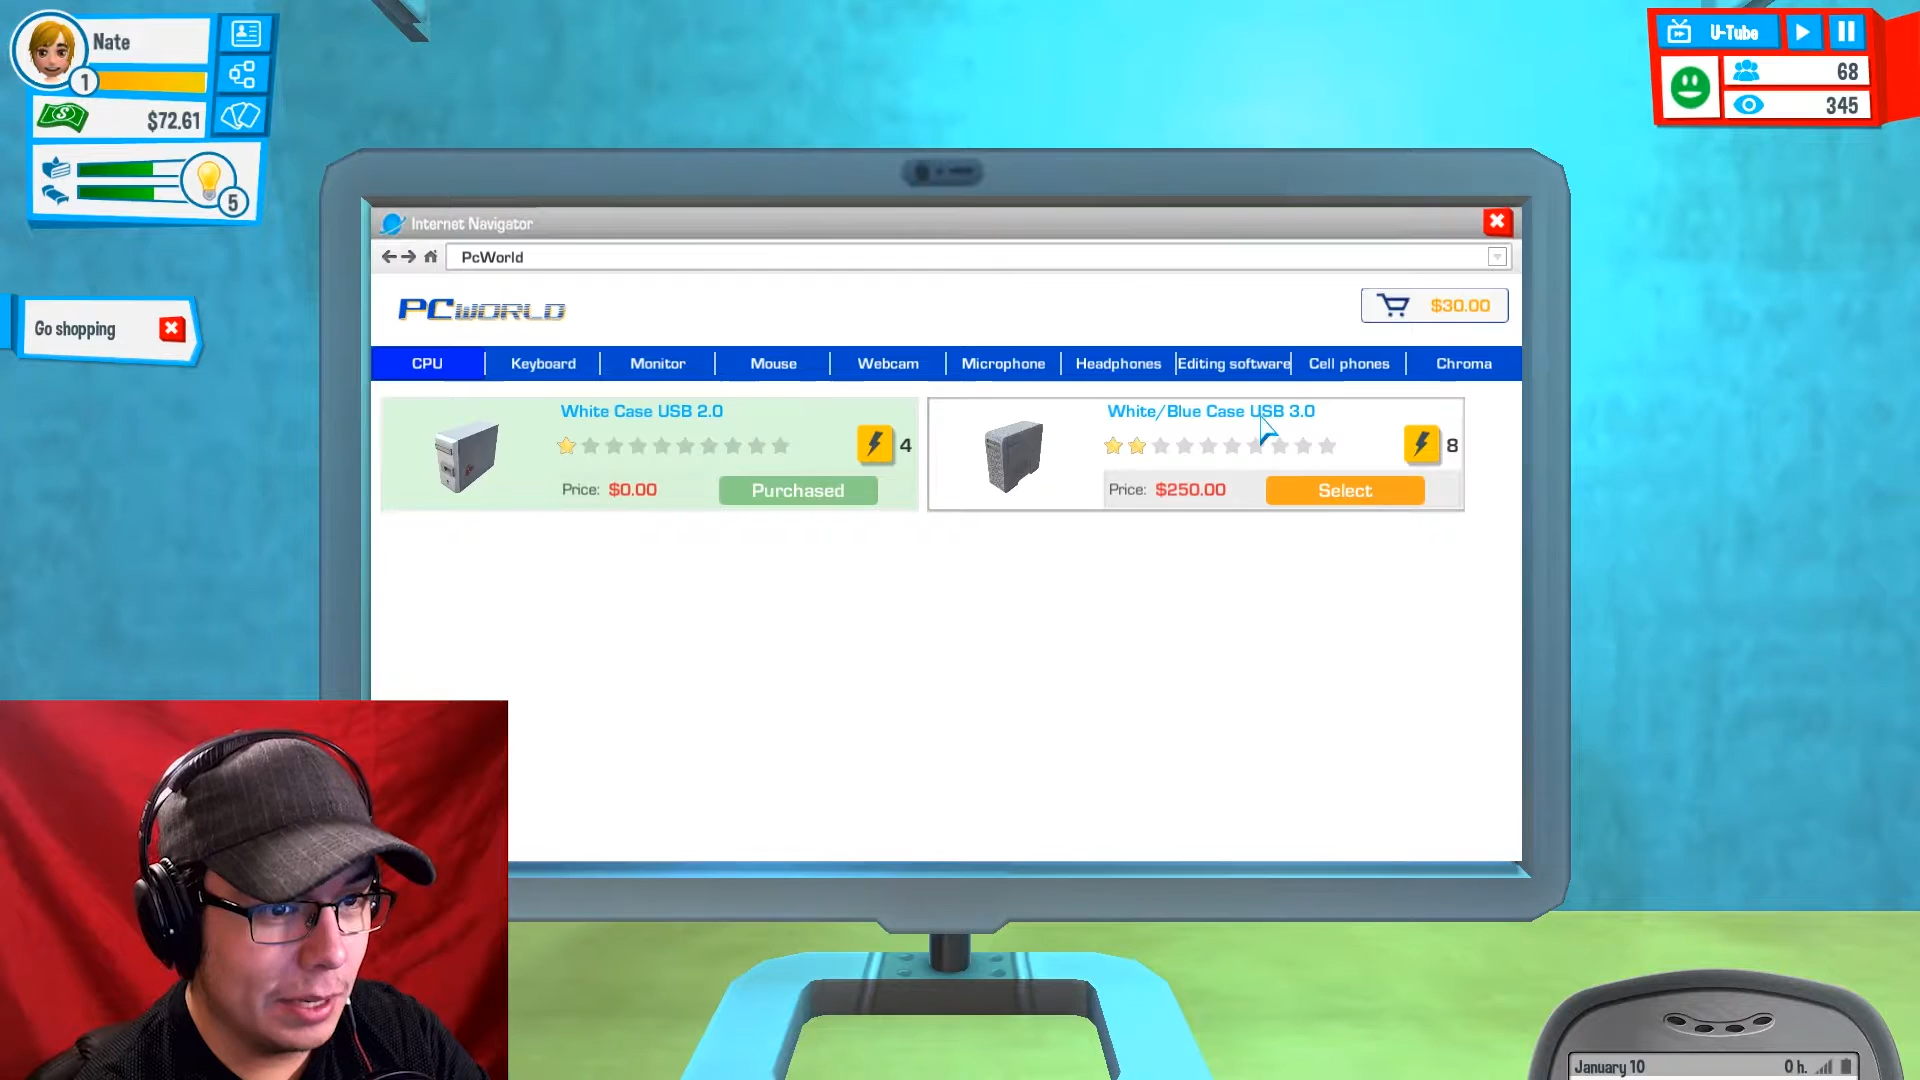 Nate
1
$72.61
5
U-Tube
68
345
Go shopping
Internet Navigator
PcWorld
PCWORLD
$30.00
CPU
Keyboard
Monitor
Mouse
Webcam
Microphone
Headphones
Editing software
Cell phones
Chroma
White Case USB 2.0
4
Price: $0.00
Purchased
White/Blue Case USB 3.0
8
Price: $250.00
Select
January 10
0 h.